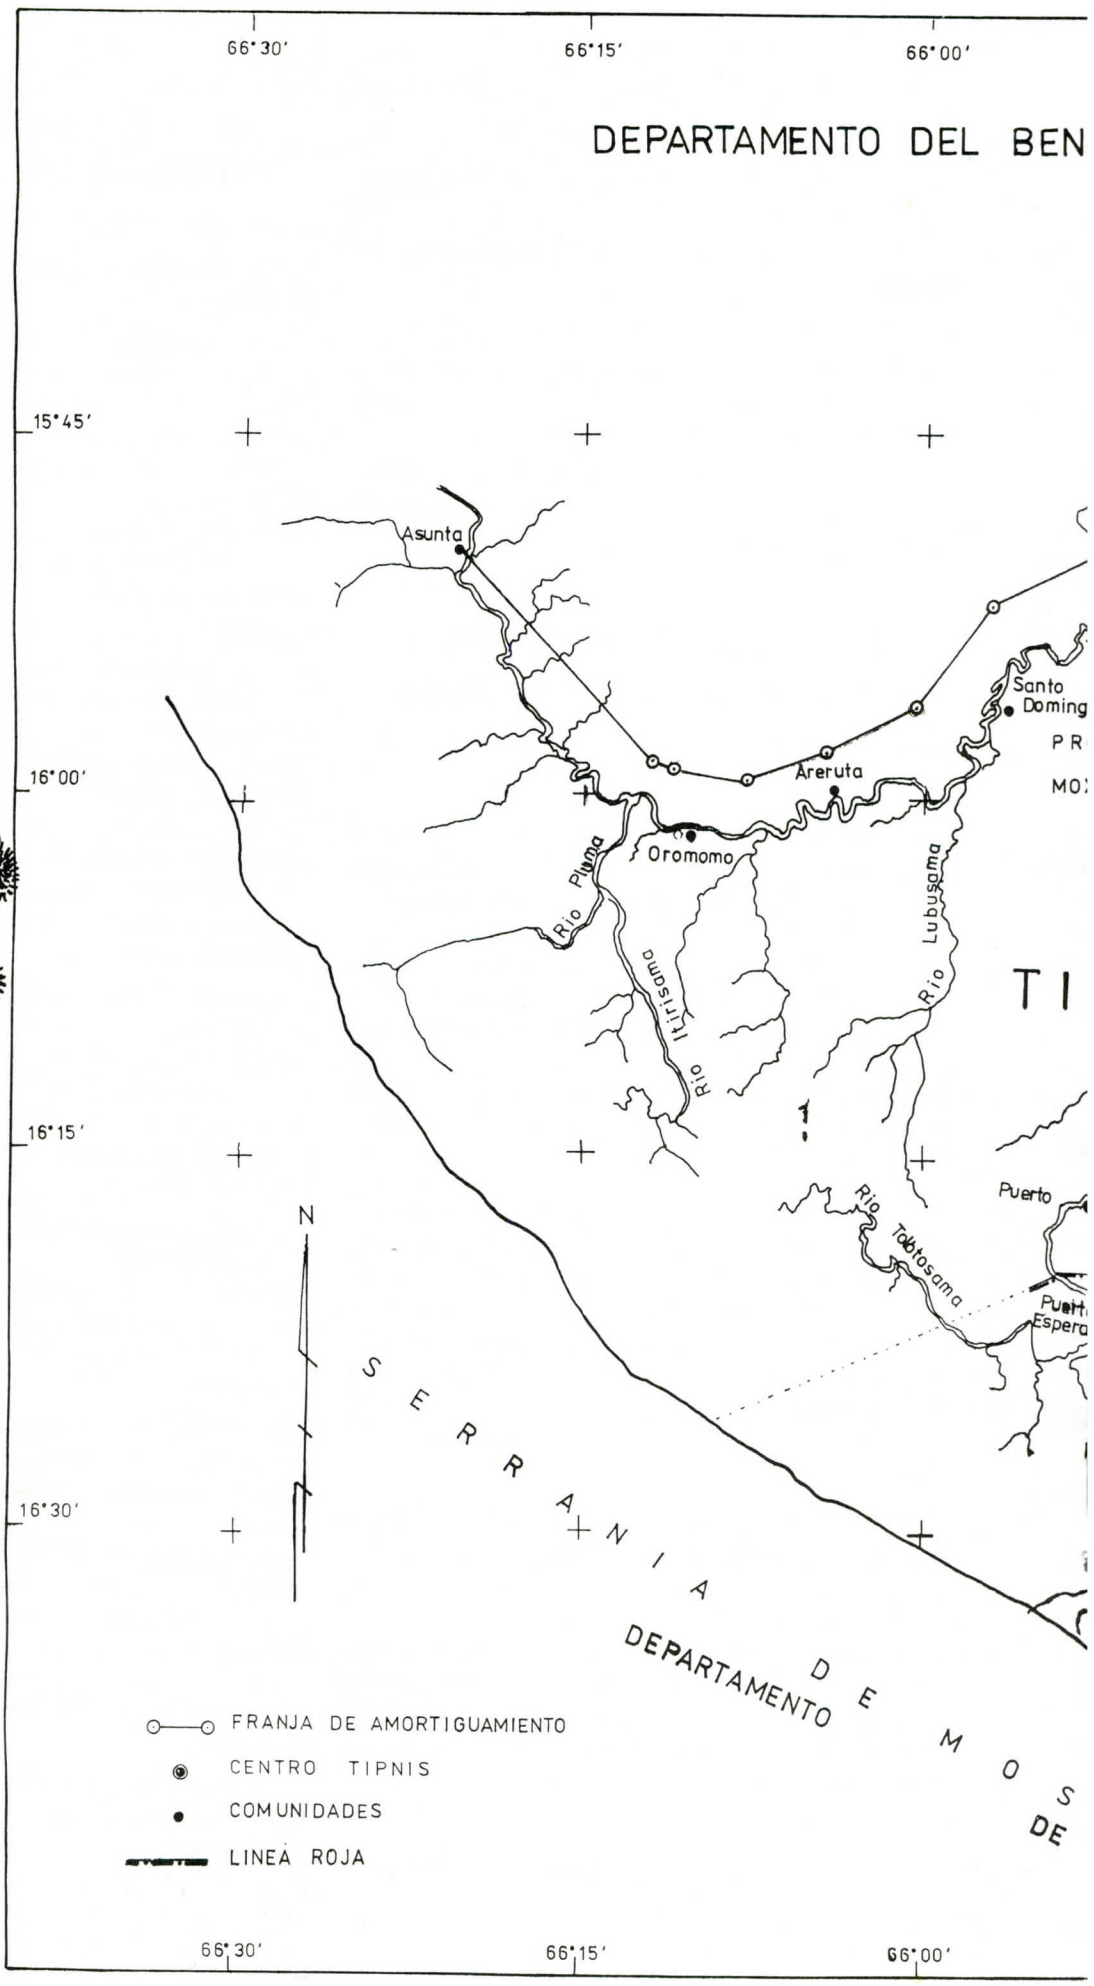 66°30' 66°15' 66°00'
DEPARTAMENTO DEL BEN
15°45'
Asunta
Santo
Doming
PR
16°00'
Areruta
MO
Oromomo
Rio Pluma
Rio Lubusama
Rio Itirisama
TI
16°15'
Puerto
N
Rio
Puert
Espera
SERRANIA DE MOS
16°30'
DEPARTAMENTO
DE
FRANJA DE AMORTIGUAMIENTO
CENTRO TIPNIS
COMUNIDADES
LINEA ROJA
66°30' 66°15' 66°00'